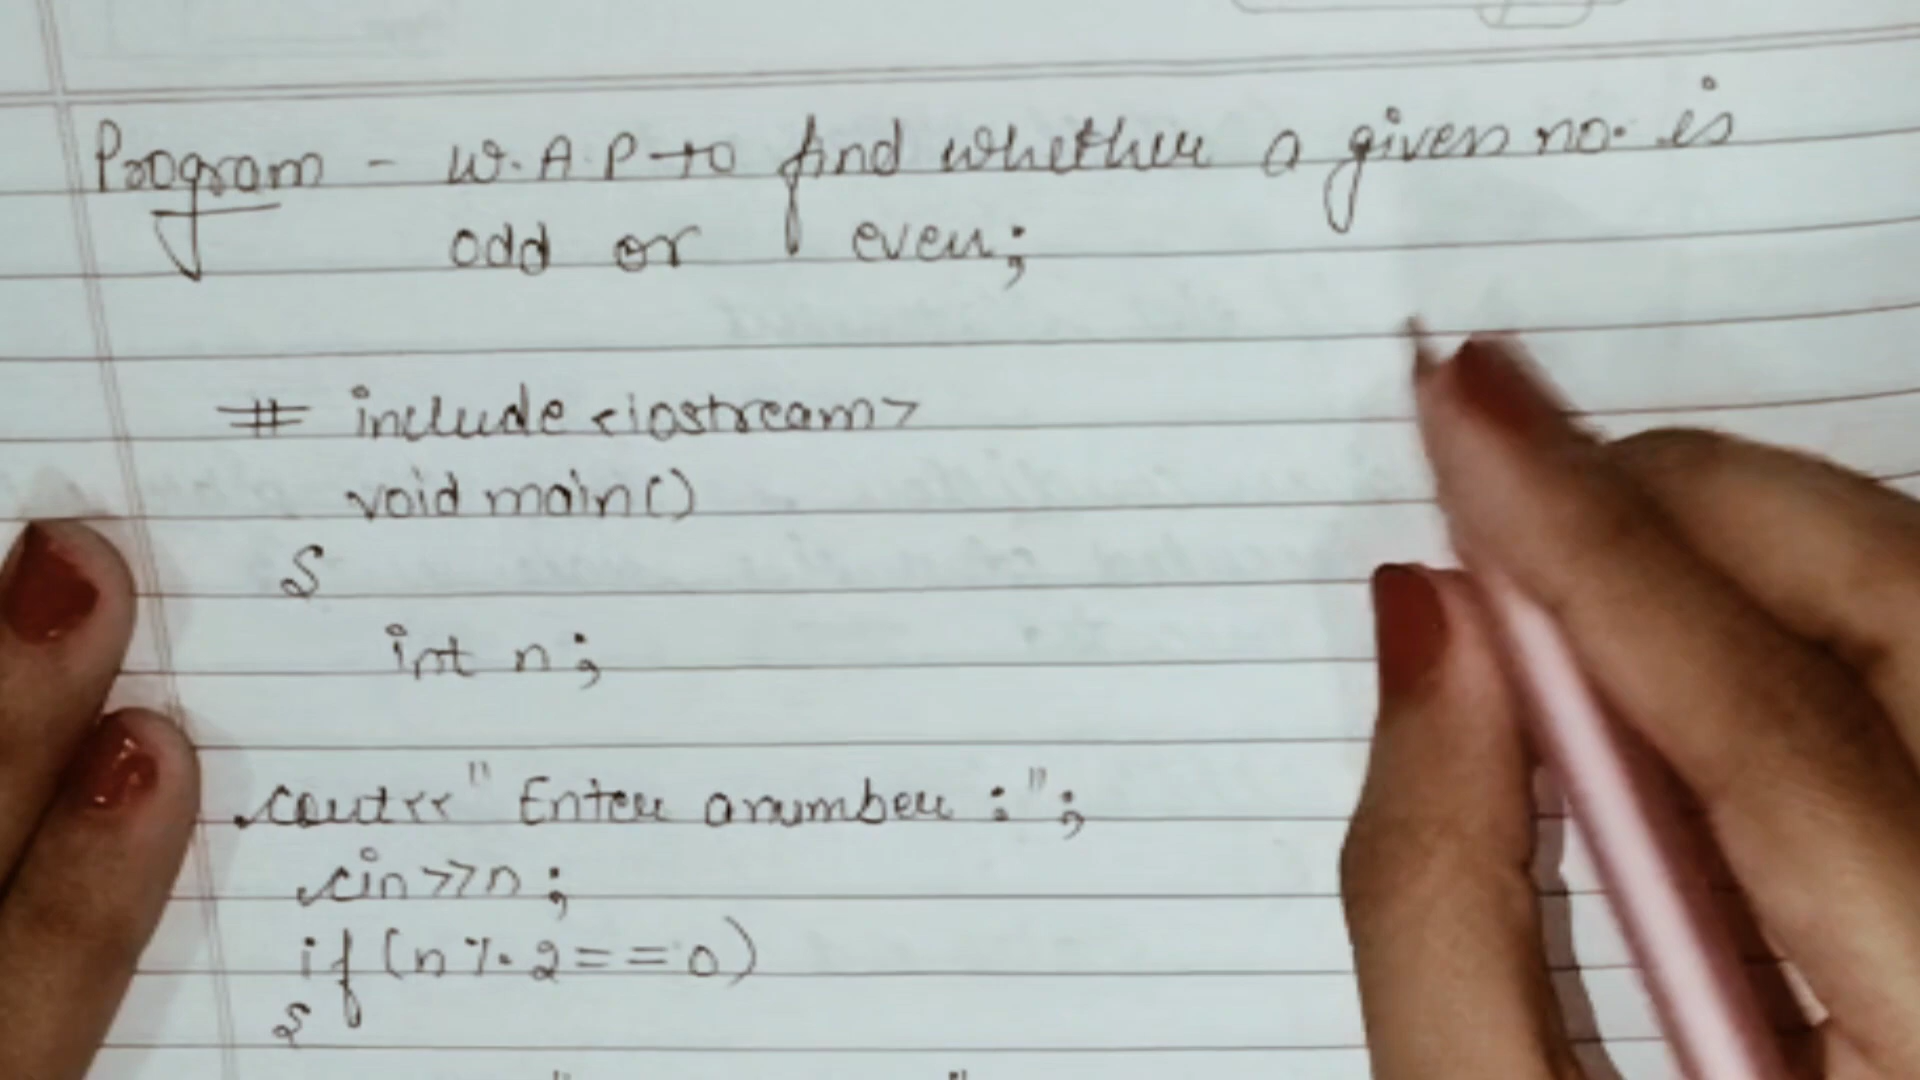 Program - W.A.P to find whether a given no. is
odd or even;
# include <iostream>
void main()
{
int n;
cout<<" Enter a number : ";
cin>>n;
if (n % 2 == 0)
{